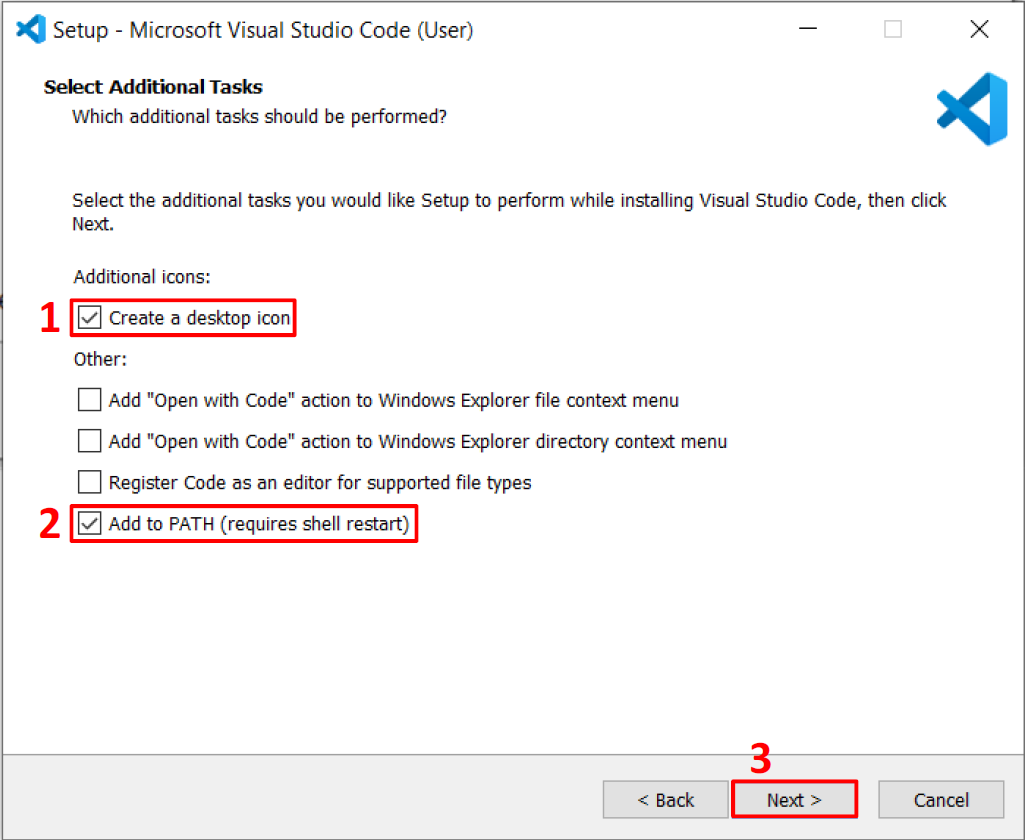 Setup - Microsoft Visual Studio Code (User)
Select Additional Tasks
Which additional tasks should be performed?
Select the additional tasks you would like Setup to perform while installing Visual Studio Code, then click
Next.
Additional icons:
1 Create a desktop icon
Other:
Add "Open with Code" action to Windows Explorer file context menu
Add "Open with Code" action to Windows Explorer directory context menu
Register Code as an editor for supported file types
2 Add to PATH (requires shell restart)
3
< Back Next > Cancel